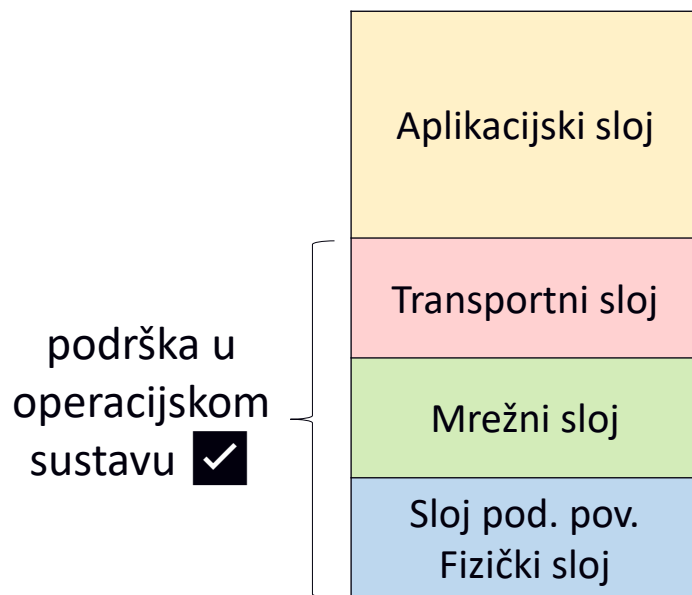 Aplikacijski sloj
Transportni sloj
podrška u
operacijskom
sustavu
Mrežni sloj
Sloj pod. pov.
Fizički sloj